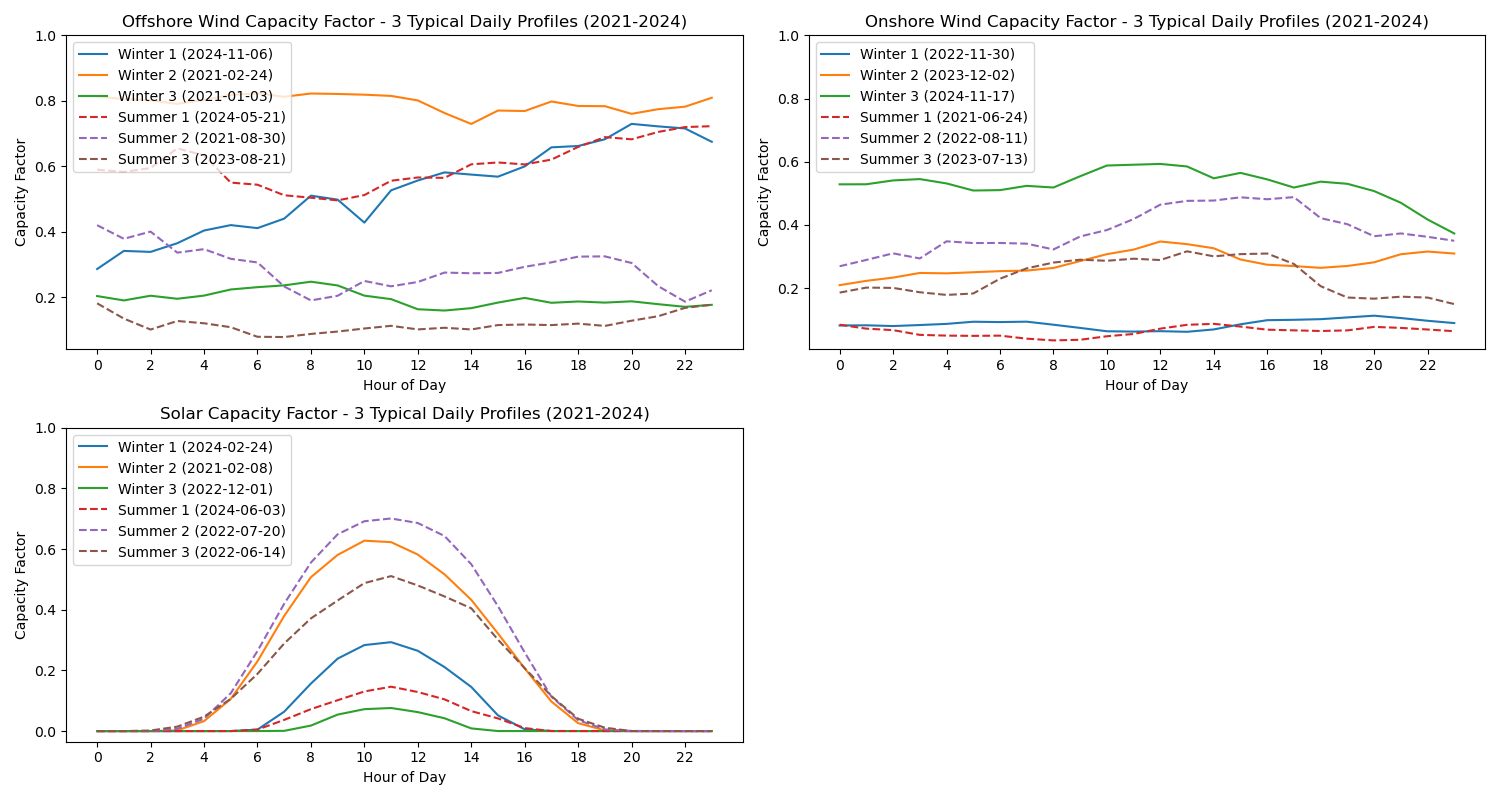 Offshore Wind Capacity Factor - 3 Typical Daily Profiles (2021-2024)
1.0
0.8
0.6
0.4
0.2
Capacity Factor
Winter 1 (2024-11-06)
Winter 2 (2021-02-24)
Winter 3 (2021-01-03)
Summer 1 (2024-05-21)
Summer 2 (2021-08-30)
Summer 3 (2023-08-21)
0 2 4 6 8 10 12 14 16 18 20 22
Hour of Day
Onshore Wind Capacity Factor - 3 Typical Daily Profiles (2021-2024)
1.0
0.8
0.6
0.4
0.2
Capacity Factor
Winter 1 (2022-11-30)
Winter 2 (2023-12-02)
Winter 3 (2024-11-17)
Summer 1 (2021-06-24)
Summer 2 (2022-08-11)
Summer 3 (2023-07-13)
0 2 4 6 8 10 12 14 16 18 20 22
Hour of Day
Solar Capacity Factor - 3 Typical Daily Profiles (2021-2024)
1.0
0.8
0.6
0.4
0.2
0.0
Capacity Factor
Winter 1 (2024-02-24)
Winter 2 (2021-02-08)
Winter 3 (2022-12-01)
Summer 1 (2024-06-03)
Summer 2 (2022-07-20)
Summer 3 (2022-06-14)
0 2 4 6 8 10 12 14 16 18 20 22
Hour of Day